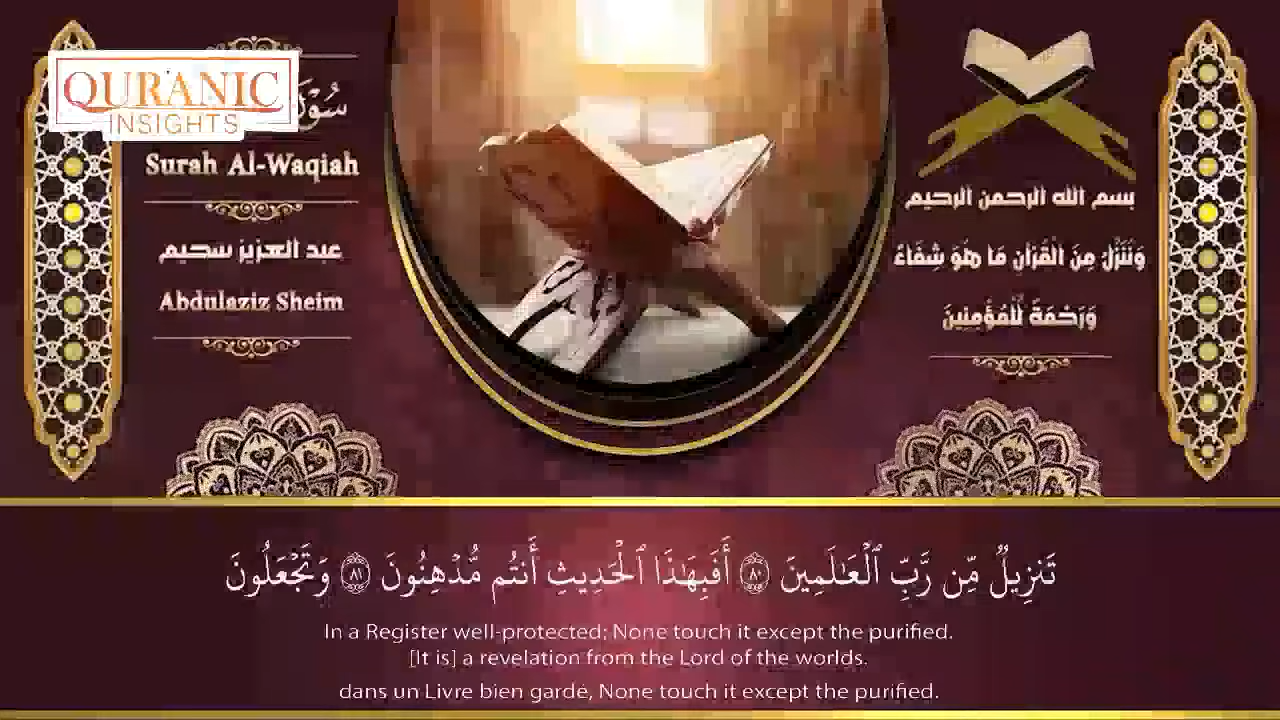 QURANIC
INSIGHTS
Surah Al-Waqiah
عبد العزيز سحيم
Abdulaziz Sheim
بسم الله الرحمن الرحيم
وَنُنَزِّلُ مِنَ الْقُرْآنِ مَا هُوَ شِفَاءٌ
وَرَحْمَةٌ لِّلْمُؤْمِنِينَ
تَنزِيلٌ مِّن رَّبِّ ٱلْعَـٰلَمِينَ ٨٠ أَفَبِهَـٰذَا ٱلْحَدِيثِ أَنتُم مُّدْهِنُونَ ٨١ وَتَجْعَلُونَ
In a Register well-protected; None touch it except the purified.
[It is] a revelation from the Lord of the worlds.
dans un Livre bien gardé, None touch it except the purified.